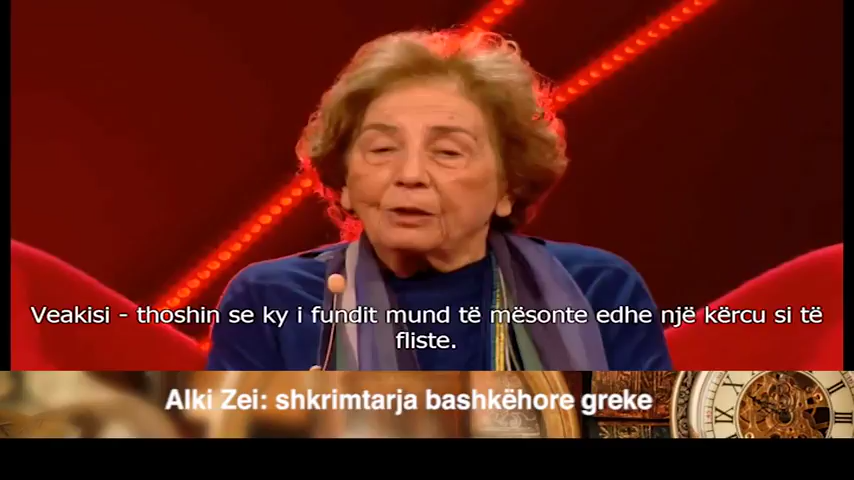 Veakisi - thoshin se ky i fundit mund të mësonte edhe një kërcu si të
fliste.
Alki Zei: shkrimtarja bashkëhore greke